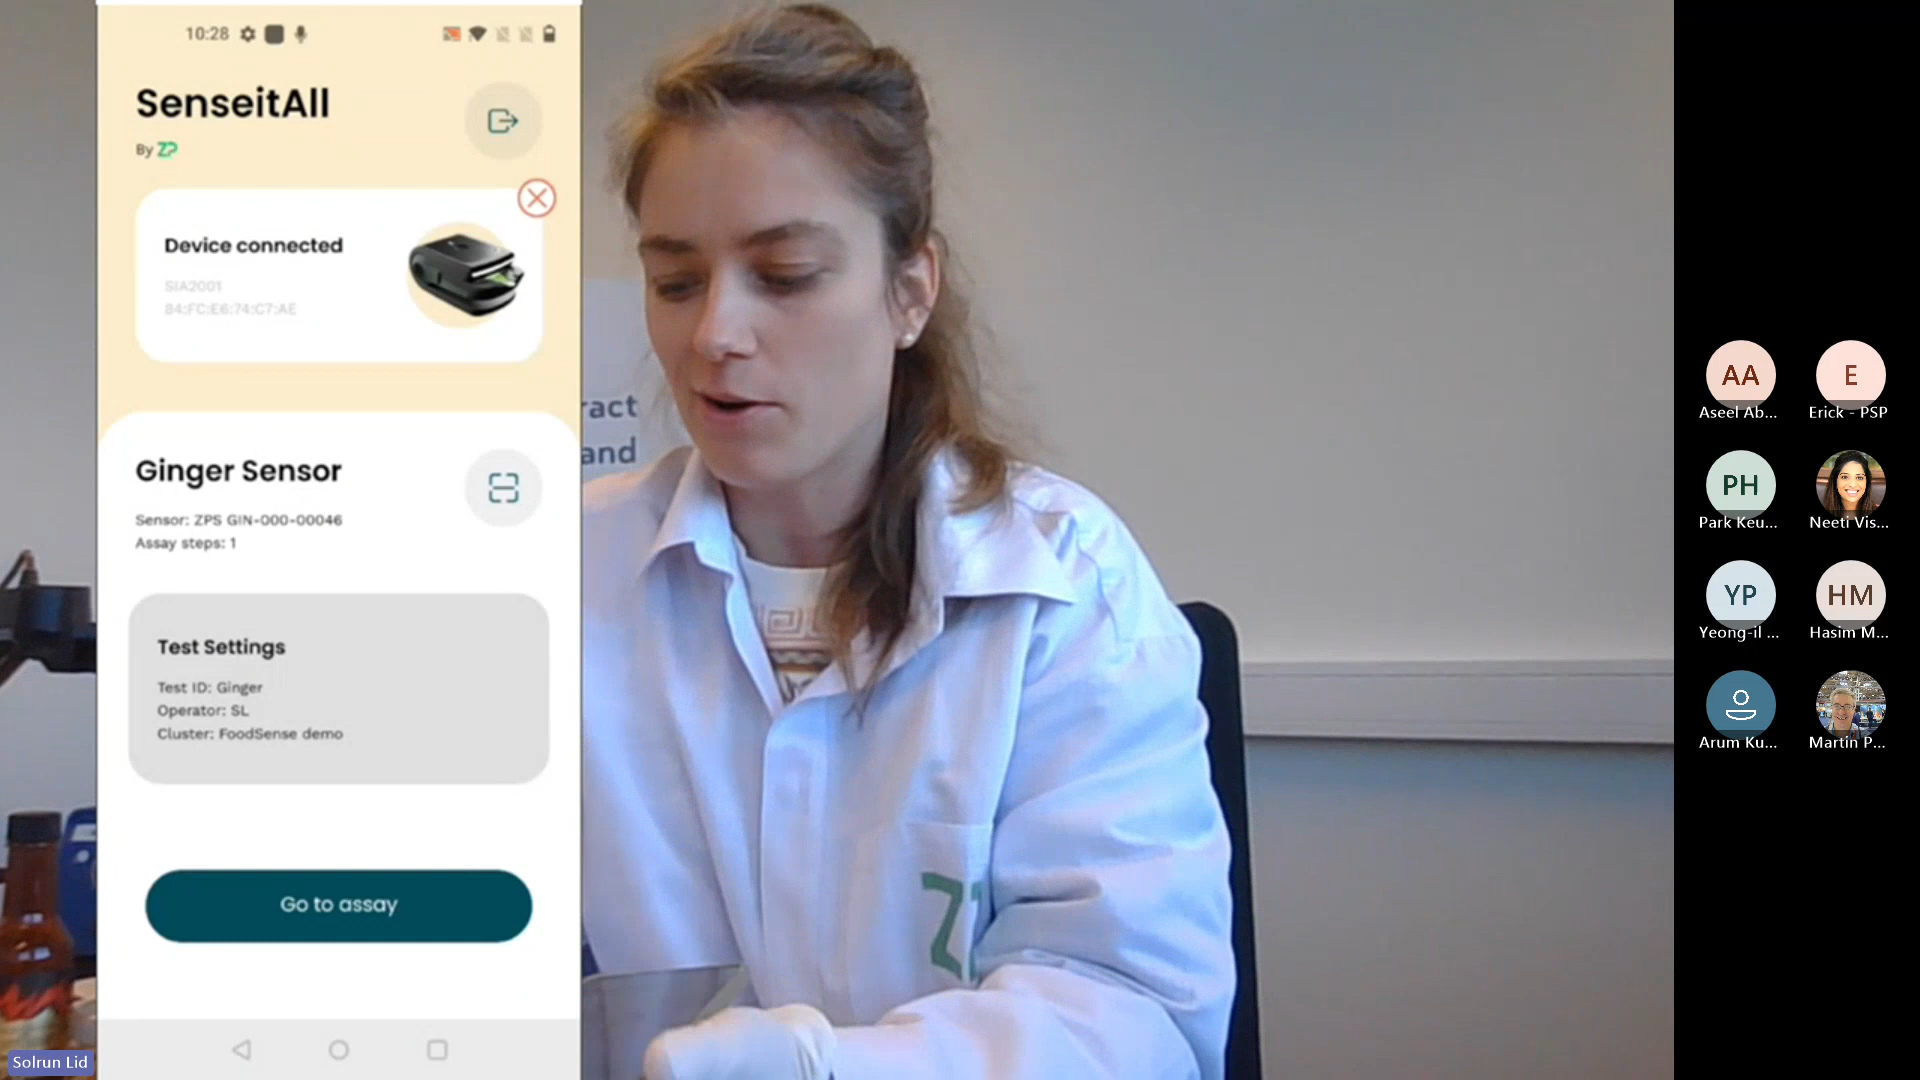 10:28
SenseitAll
By ZP
Device connected
SIA2001
84:FC:E6:74:C7:AE
Ginger Sensor
Sensor: ZPS GIN-000-00046
Assay steps: 1
Test Settings
Test ID: Ginger
Operator: SL
Cluster: FoodSense demo
Go to assay
ract
and
Solrun Lid
AA
E
Aseel Ab...
Erick - PSP
PH
Park Keu...
Neeti Vis...
YP
HM
Yeong-il ...
Hasim M...
Arum Ku...
Martin P...